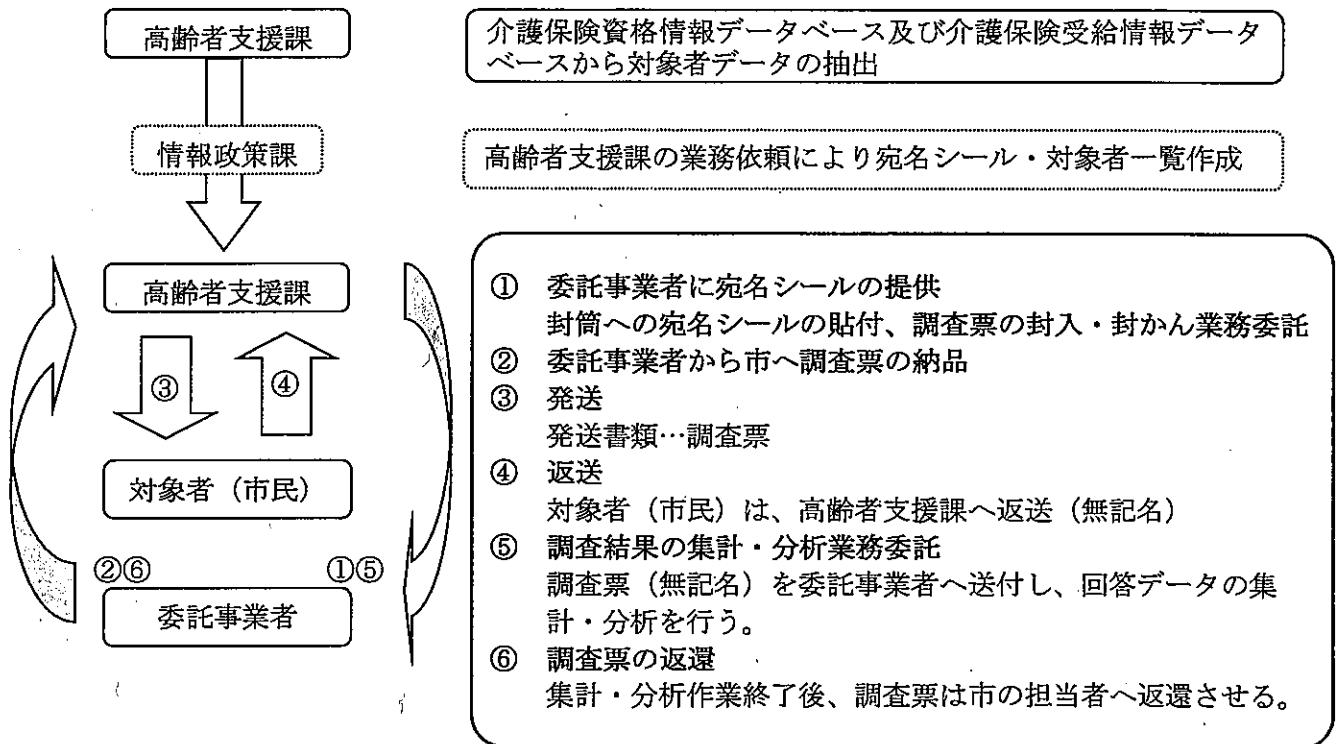 高齢者支援課
介護保険資格情報データベース及び介護保険受給情報データ
ベースから対象者データの抽出
情報政策課
高齢者支援課の業務依頼により宛名シール・対象者一覧作成
高齢者支援課
③
④
対象者（市民）
②⑥
①⑤
委託事業者
① 委託事業者に宛名シールの提供
封筒への宛名シールの貼付、調査票の封入・封かん業務委託
② 委託事業者から市へ調査票の納品
③ 発送
発送書類…調査票
④ 返送
対象者（市民）は、高齢者支援課へ返送（無記名）
⑤ 調査結果の集計・分析業務委託
調査票（無記名）を委託事業者へ送付し、回答データの集
計・分析を行う。
⑥ 調査票の返還
集計・分析作業終了後、調査票は市の担当者へ返還させる。